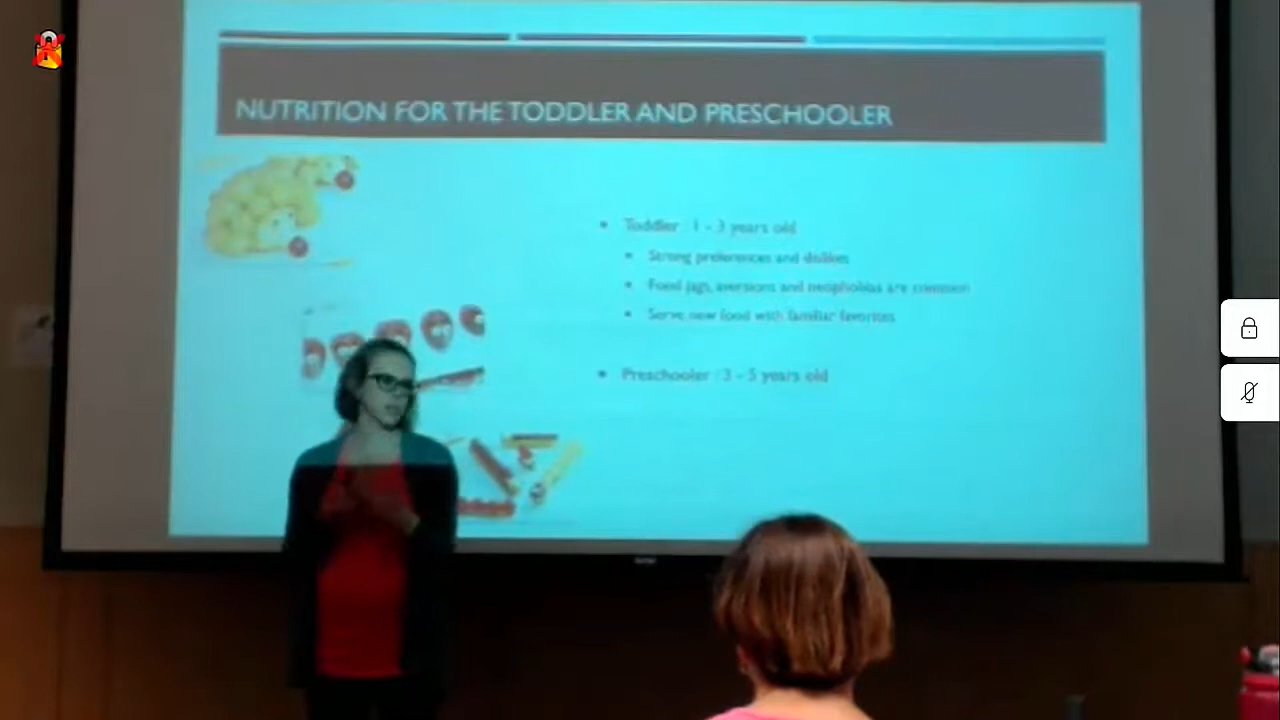 NUTRITION FOR THE TODDLER AND PRESCHOOLER
Toddler : 1 - 3 years old
Strong preferences and dislikes
Food jags, aversions and neophobias are common
Serve new food with familiar favorites
Preschooler : 3 - 5 years old